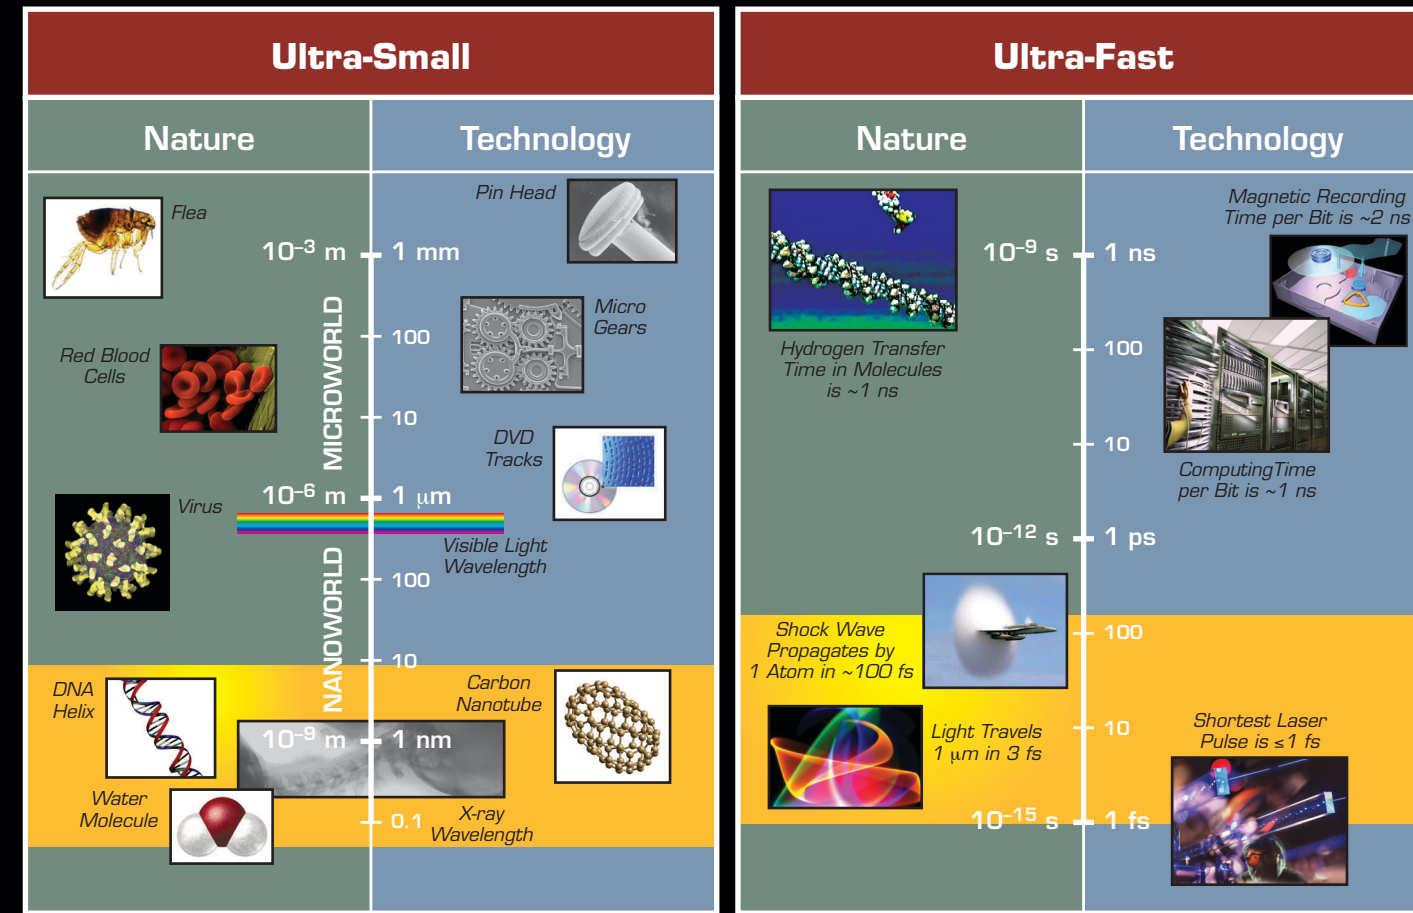 Ultra-Small
Nature
Technology
Flea
Pin Head
10⁻³ m
1 mm
Micro
Gears
100
Red Blood
Cells
MICROWORLD
10
DVD
Tracks
10⁻⁶ m
1 µm
Virus
Visible Light
Wavelength
100
NANOWORLD
10
DNA
Helix
Carbon
Nanotube
10⁻⁹ m
1 nm
Water
Molecule
0.1
X-ray
Wavelength
Ultra-Fast
Nature
Technology
Magnetic Recording
Time per Bit is ~2 ns
10⁻⁹ s
1 ns
Hydrogen Transfer
Time in Molecules
is ~1 ns
100
10
ComputingTime
per Bit is ~1 ns
10⁻¹² s
1 ps
Shock Wave
Propagates by
1 Atom in ~100 fs
100
Light Travels
1 µm in 3 fs
10
Shortest Laser
Pulse is ≤1 fs
10⁻¹⁵ s
1 fs